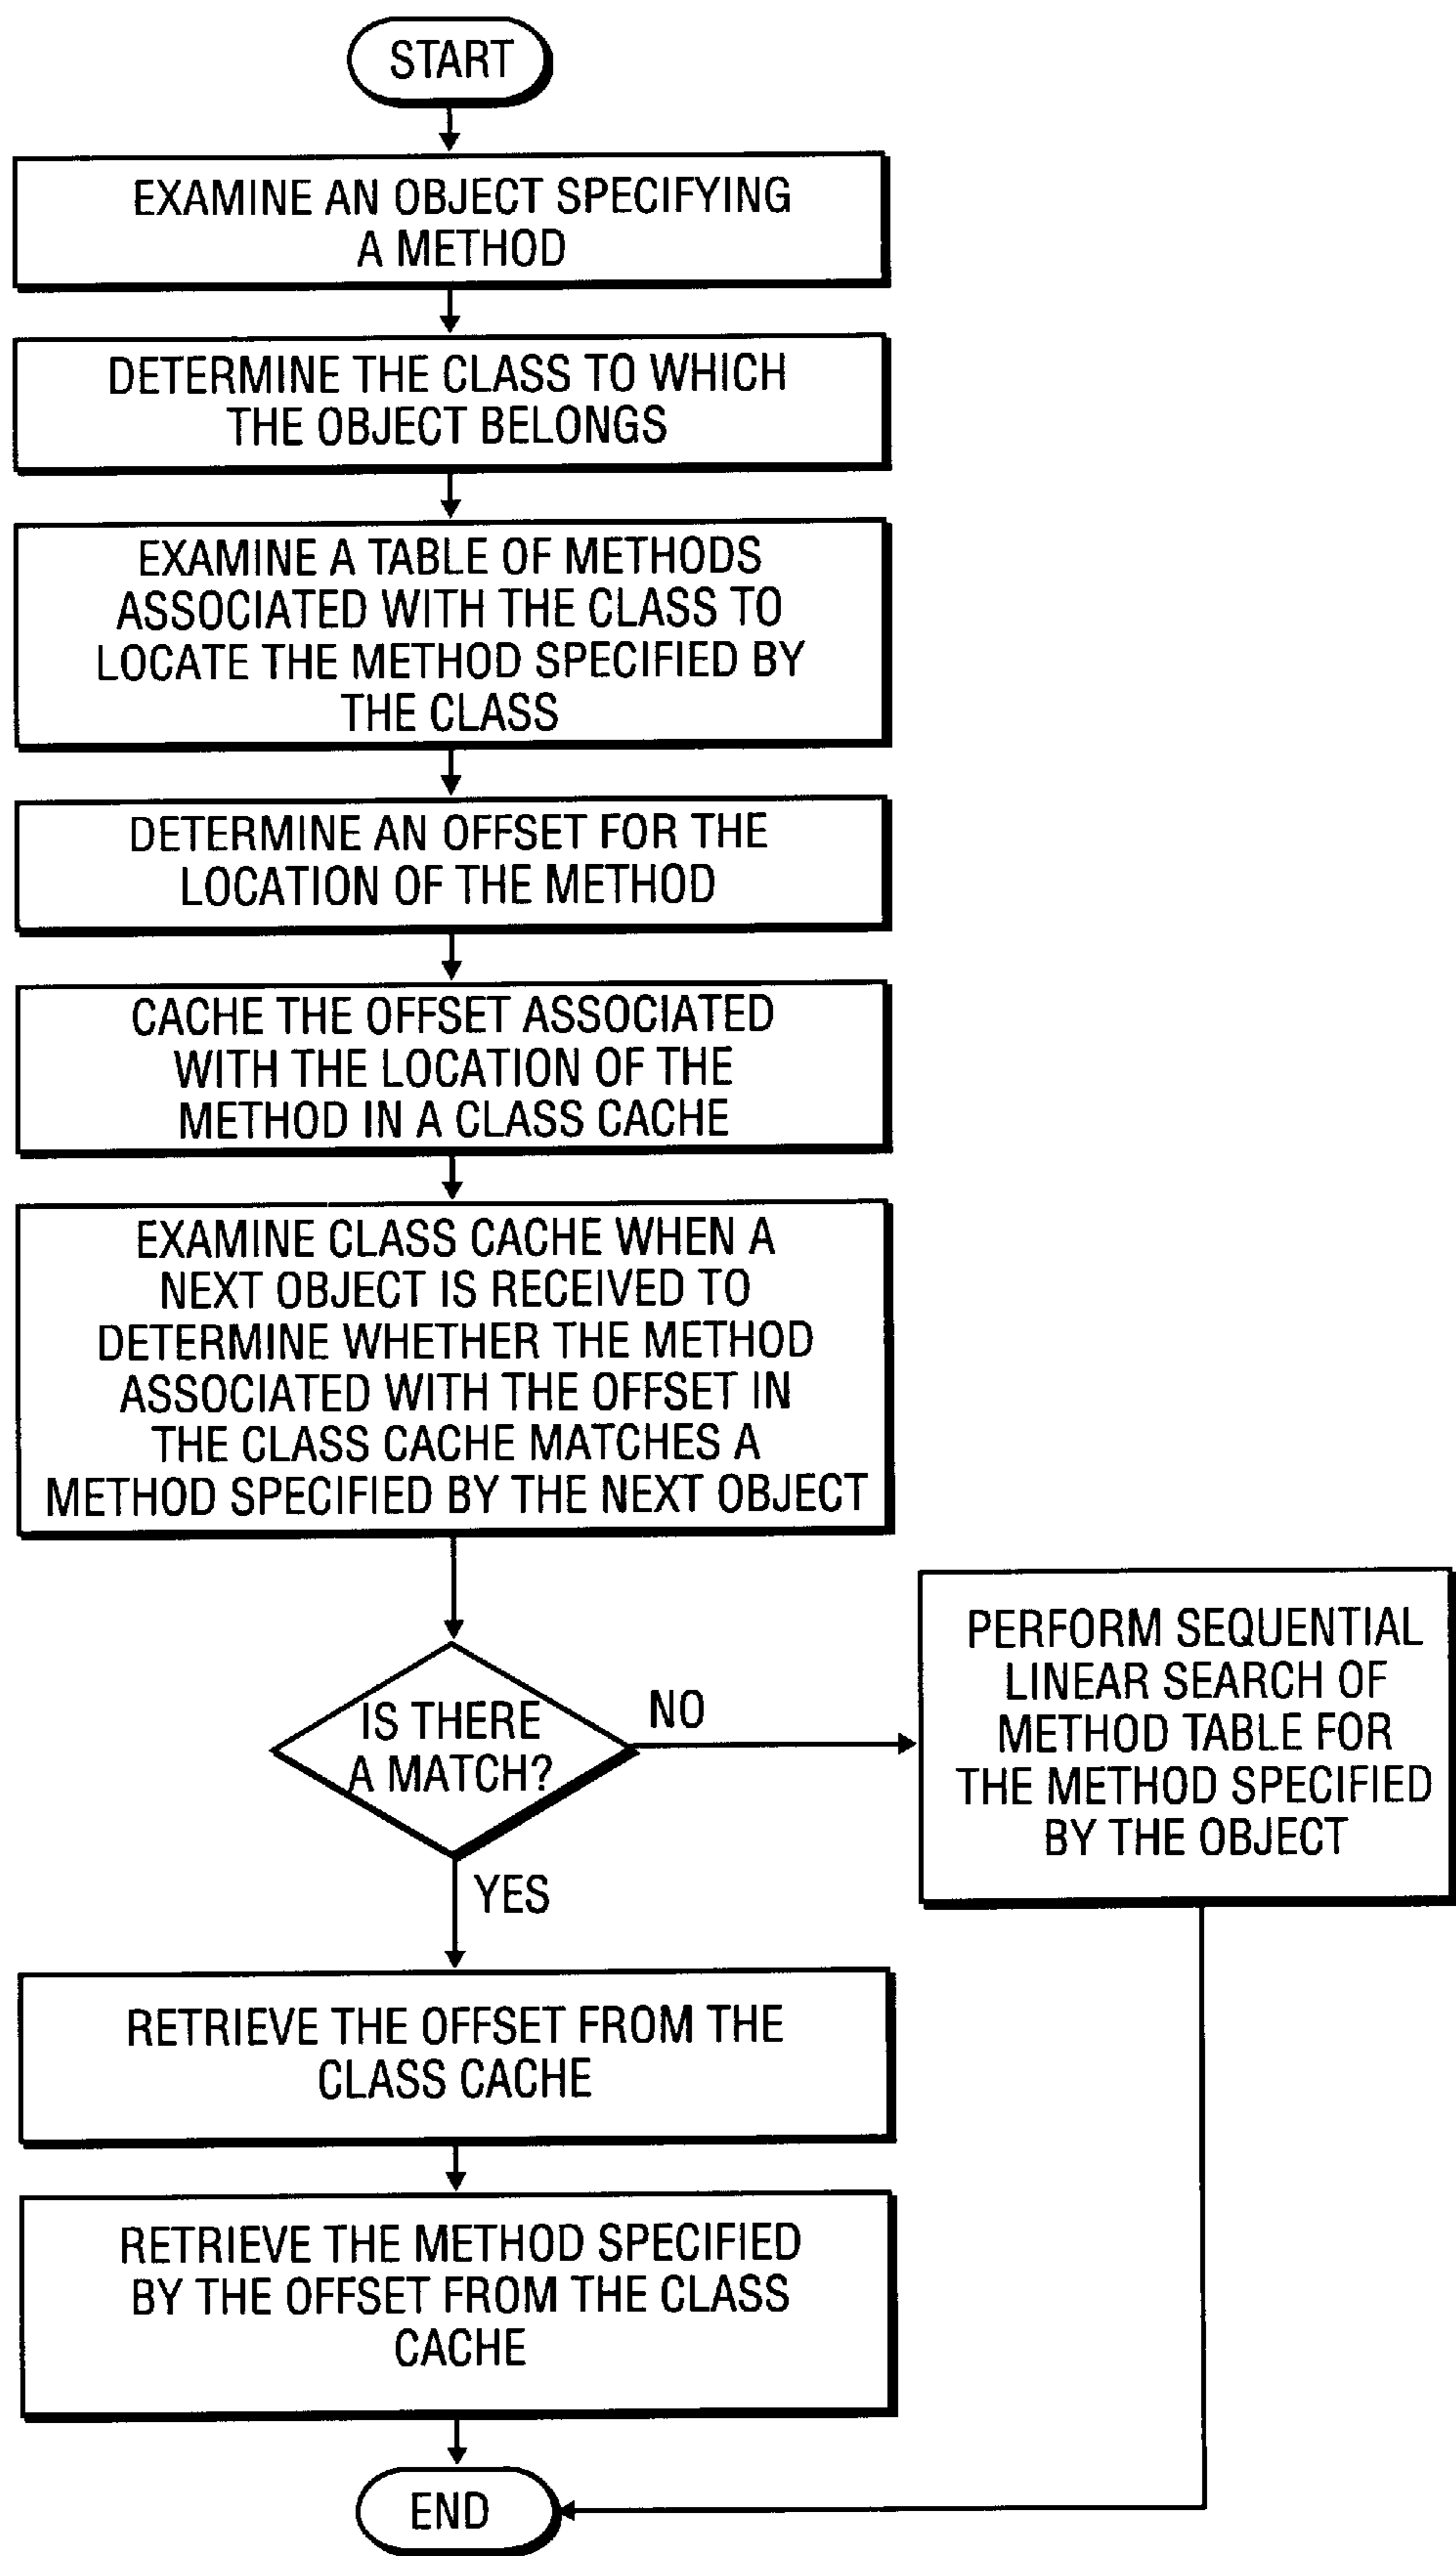 START
EXAMINE AN OBJECT SPECIFYING
A METHOD
DETERMINE THE CLASS TO WHICH
THE OBJECT BELONGS
EXAMINE A TABLE OF METHODS
ASSOCIATED WITH THE CLASS TO
LOCATE THE METHOD SPECIFIED BY
THE CLASS
DETERMINE AN OFFSET FOR THE
LOCATION OF THE METHOD
CACHE THE OFFSET ASSOCIATED
WITH THE LOCATION OF THE
METHOD IN A CLASS CACHE
EXAMINE CLASS CACHE WHEN A
NEXT OBJECT IS RECEIVED TO
DETERMINE WHETHER THE METHOD
ASSOCIATED WITH THE OFFSET IN
THE CLASS CACHE MATCHES A
METHOD SPECIFIED BY THE NEXT OBJECT
IS THERE
A MATCH?
NO
PERFORM SEQUENTIAL
LINEAR SEARCH OF
METHOD TABLE FOR
THE METHOD SPECIFIED
BY THE OBJECT
YES
RETRIEVE THE OFFSET FROM THE
CLASS CACHE
RETRIEVE THE METHOD SPECIFIED
BY THE OFFSET FROM THE CLASS
CACHE
END